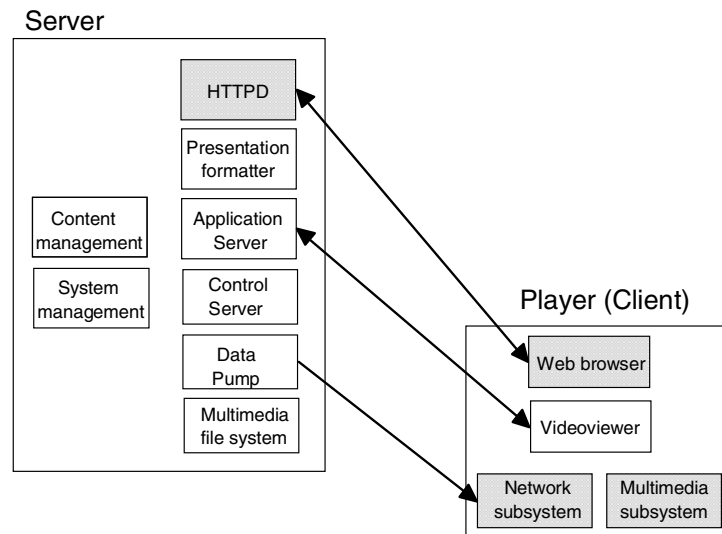 Server
HTTPD
Presentation
formatter
Content
management
Application
Server
System
management
Control
Server
Data
Pump
Multimedia
file system
Player (Client)
Web browser
Videoviewer
Network
subsystem
Multimedia
subsystem